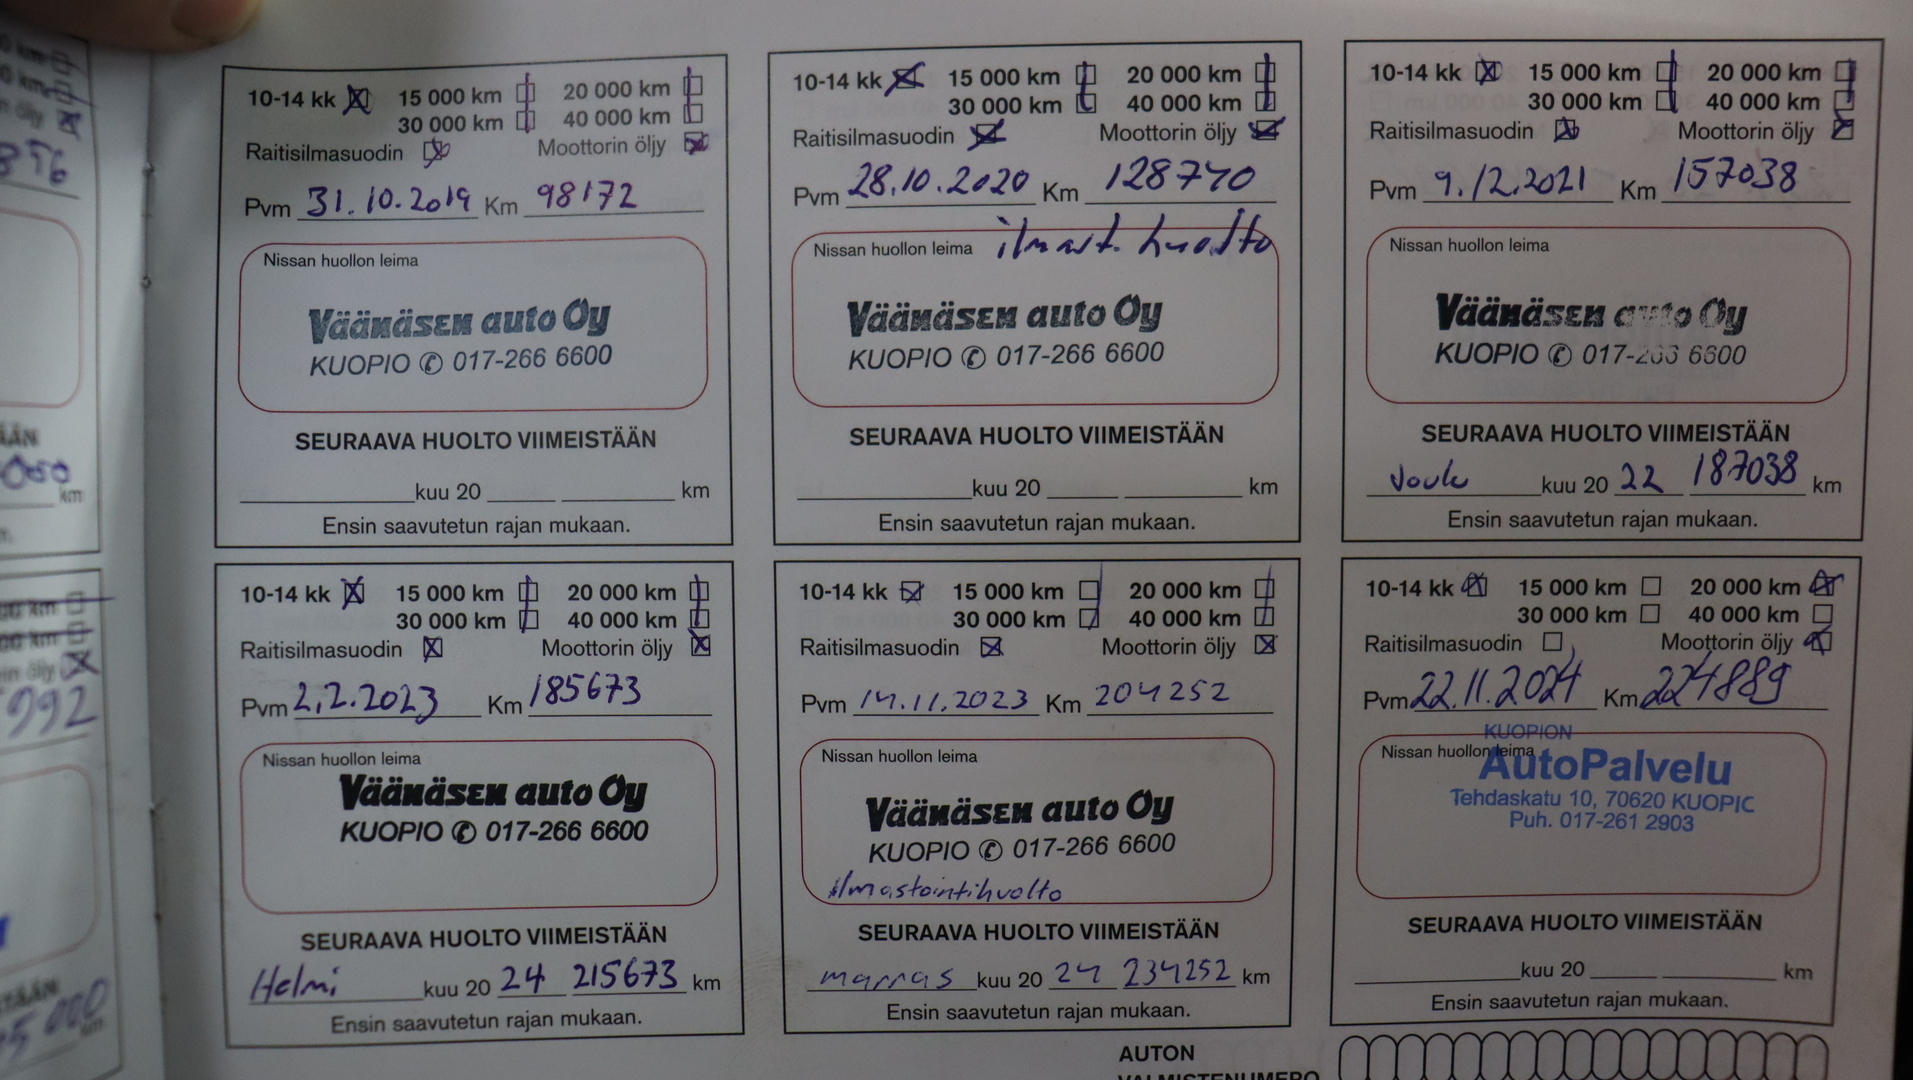 10-14 kk 15 000 km 20 000 km
30 000 km 40 000 km
Raitisilmasuodin Moottorin öljy
Pvm 31.10.2019 Km 98172
Nissan huollon leima
Väänäsen auto Oy
KUOPIO ✆ 017-266 6600
SEURAAVA HUOLTO VIIMEISTÄÄN
kuu 20 km
Ensin saavutetun rajan mukaan.
10-14 kk 15 000 km 20 000 km
30 000 km 40 000 km
Raitisilmasuodin Moottorin öljy
Pvm 28.10.2020 Km 128740
Nissan huollon leima ilmast. huolto
Väänäsen auto Oy
KUOPIO ✆ 017-266 6600
SEURAAVA HUOLTO VIIMEISTÄÄN
kuu 20 km
Ensin saavutetun rajan mukaan.
10-14 kk 15 000 km 20 000 km
30 000 km 40 000 km
Raitisilmasuodin Moottorin öljy
Pvm 9.12.2021 Km 157038
Nissan huollon leima
Väänäsen auto Oy
KUOPIO ✆ 017-266 6600
SEURAAVA HUOLTO VIIMEISTÄÄN
Joulu kuu 20 22 187038 km
Ensin saavutetun rajan mukaan.
10-14 kk 15 000 km 20 000 km
30 000 km 40 000 km
Raitisilmasuodin Moottorin öljy
Pvm 2.2.2023 Km 185673
Nissan huollon leima
Väänäsen auto Oy
KUOPIO ✆ 017-266 6600
SEURAAVA HUOLTO VIIMEISTÄÄN
Helmi kuu 20 24 215673 km
Ensin saavutetun rajan mukaan.
10-14 kk 15 000 km 20 000 km
30 000 km 40 000 km
Raitisilmasuodin Moottorin öljy
Pvm 14.11.2023 Km 204252
Nissan huollon leima
Väänäsen auto Oy
KUOPIO ✆ 017-266 6600
ilmastointihuolto
SEURAAVA HUOLTO VIIMEISTÄÄN
marras kuu 20 24 234252 km
Ensin saavutetun rajan mukaan.
10-14 kk 15 000 km 20 000 km
30 000 km 40 000 km
Raitisilmasuodin Moottorin öljy
Pvm 22.11.2024 Km 224889
KUOPION
Nissan huollon leima
AutoPalvelu
Tehdaskatu 10, 70620 KUOPIO
Puh. 017-261 2903
SEURAAVA HUOLTO VIIMEISTÄÄN
kuu 20 km
Ensin saavutetun rajan mukaan.
AUTON
VALMISTENUMERO